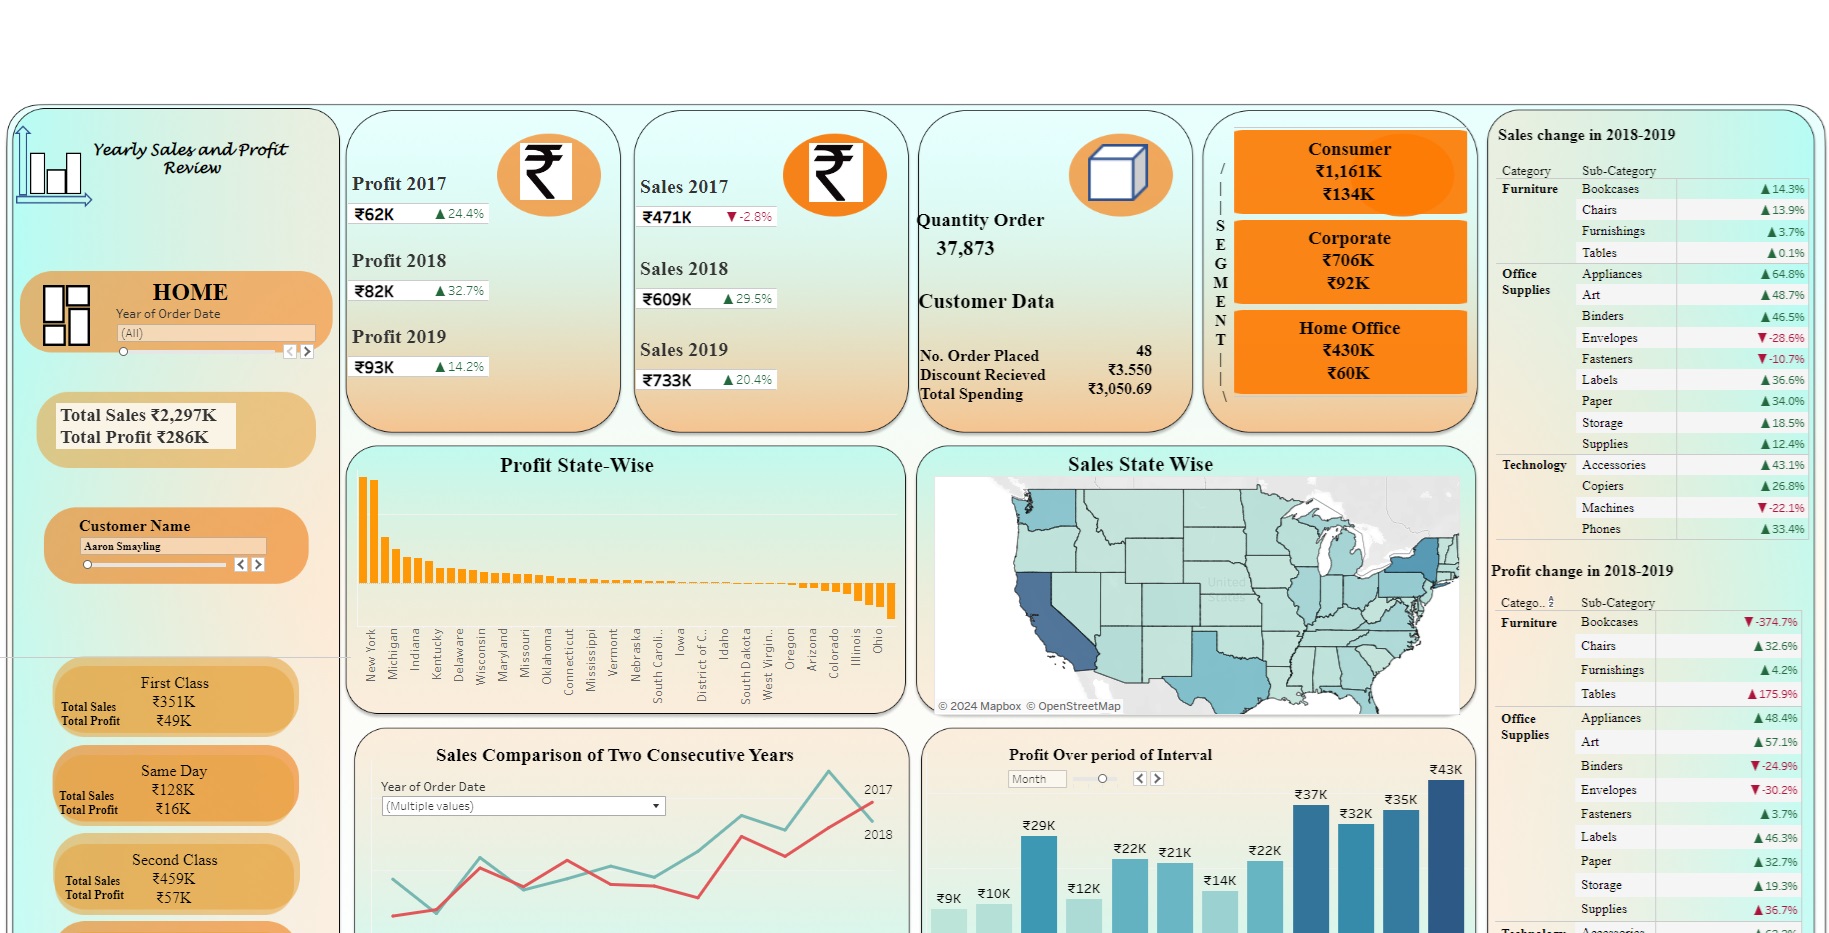 Yearly Sales and Profit
Review
HOME
Year of Order Date
(All)
Total Sales ₹2,297K
Total Profit ₹286K
Customer Name
Aaron Smayling
First Class
₹351K
₹49K
Total Sales
Total Profit
Same Day
₹128K
₹16K
Total Sales
Total Profit
Second Class
₹459K
₹57K
Total Sales
Total Profit
Profit 2017
₹62K ▲24.4%
Profit 2018
₹82K ▲32.7%
Profit 2019
₹93K ▲14.2%
₹
Sales 2017
₹471K ▼-2.8%
Sales 2018
₹609K ▲29.5%
Sales 2019
₹733K ▲20.4%
₹
Quantity Order
37,873
Customer Data
No. Order Placed 48
Discount Recieved ₹3.550
Total Spending ₹3,050.69
/||SEGMENT||\
Consumer
₹1,161K
₹134K
Corporate
₹706K
₹92K
Home Office
₹430K
₹60K
Profit State-Wise
New York
Michigan
Indiana
Kentucky
Delaware
Wisconsin
Maryland
Missouri
Oklahoma
Connecticut
Mississippi
Vermont
Nebraska
South Caroli..
Iowa
District of C..
Idaho
South Dakota
West Virgin..
Oregon
Arizona
Colorado
Illinois
Ohio
Sales State Wise
United
States
© 2024 Mapbox © OpenStreetMap
Sales Comparison of Two Consecutive Years
Year of Order Date
(Multiple values)
2017
2018
Profit Over period of Interval
Month
₹9K
₹10K
₹29K
₹12K
₹22K
₹21K
₹14K
₹22K
₹37K
₹32K
₹35K
₹43K
Sales change in 2018-2019
Category Sub-Category
Furniture Bookcases ▲14.3%
Chairs ▲13.9%
Furnishings ▲3.7%
Tables ▲0.1%
Office Supplies Appliances ▲64.8%
Art ▲48.7%
Binders ▲46.5%
Envelopes ▼-28.6%
Fasteners ▼-10.7%
Labels ▲36.6%
Paper ▲34.0%
Storage ▲18.5%
Supplies ▲12.4%
Technology Accessories ▲43.1%
Copiers ▲26.8%
Machines ▼-22.1%
Phones ▲33.4%
Profit change in 2018-2019
Catego.. Sub-Category
Furniture Bookcases ▼-374.7%
Chairs ▲32.6%
Furnishings ▲4.2%
Tables ▲175.9%
Office Supplies Appliances ▲48.4%
Art ▲57.1%
Binders ▼-24.9%
Envelopes ▼-30.2%
Fasteners ▲3.7%
Labels ▲46.3%
Paper ▲32.7%
Storage ▲19.3%
Supplies ▲36.7%